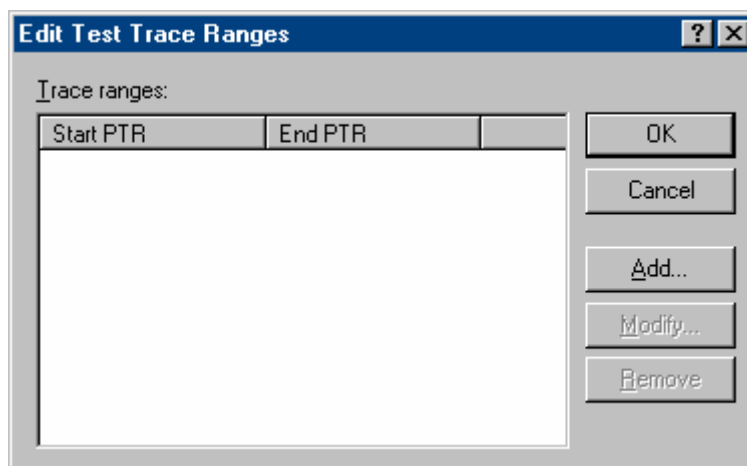 Edit Test Trace Ranges
Trace ranges:
Start PTR End PTR
OK
Cancel
Add...
Modify...
Remove